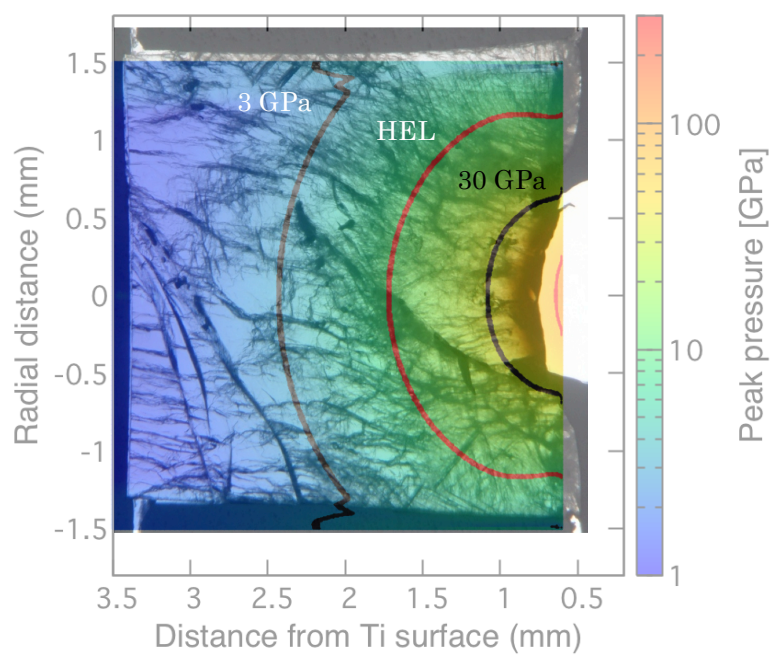 1.5
1
0.5
0
-0.5
-1
-1.5
Radial distance (mm)
3 GPa
HEL
30 GPa
3.5 3 2.5 2 1.5 1 0.5
Distance from Ti surface (mm)
100
10
1
Peak pressure [GPa]